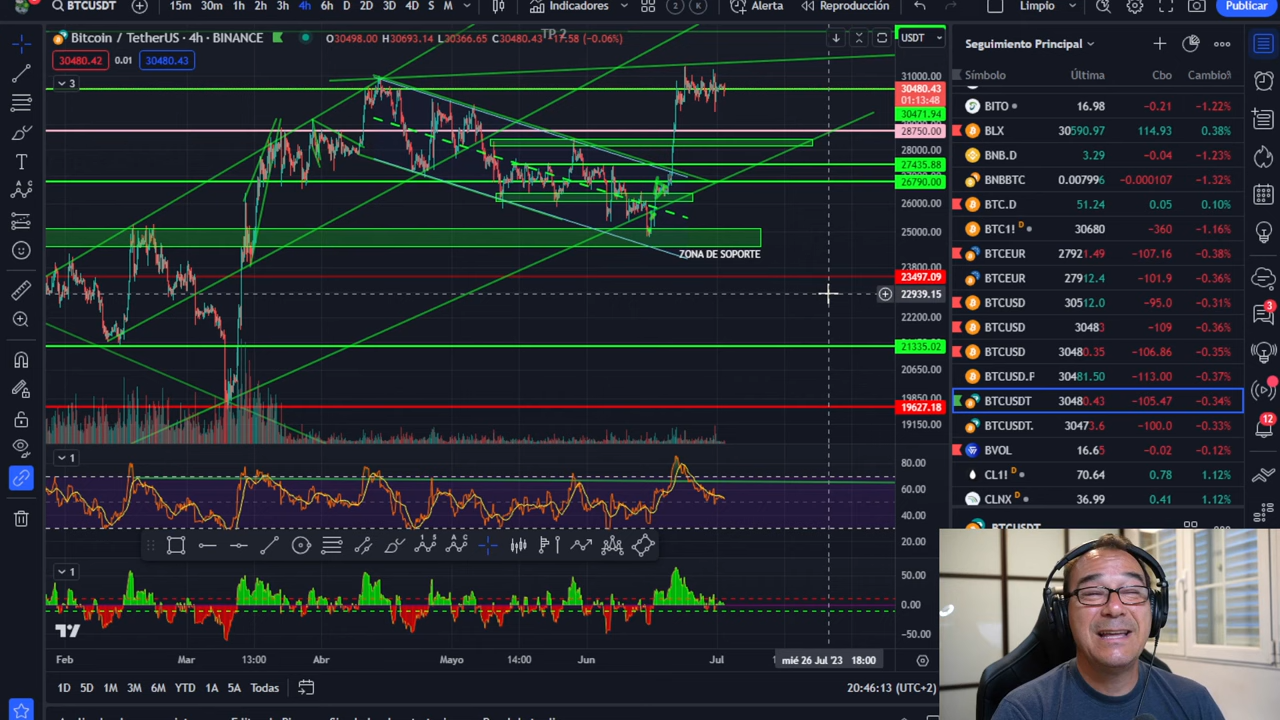 BTCUSDT
15m 30m 1h 2h 3h 4h 6h D 2D 3D 4D S M
Indicadores
Alerta
Reproducción
Limpio
Publicar
Bitcoin / TetherUS · 4h · BINANCE
O30498.00 H30693.14 L30366.65 C30480.43 -17.58 (-0.06%)
TP 2
USDT
30480.42 0.01 30480.43
3
31000.00
30480.43
01:13:48
30471.94
28750.00
28000.00
27435.88
26790.00
26000.00
25000.00
ZONA DE SOPORTE
23800.00
23497.09
22939.15
22200.00
21335.02
20650.00
19850.00
19627.18
19150.00
1
80.00
60.00
40.00
20.00
1
50.00
0.00
-50.00
Feb Mar 13:00 Abr Mayo 14:00 Jun Jul mié 26 Jul '23 18:00
1D 5D 1M 3M 6M YTD 1A 5A Todas
20:46:13 (UTC+2)
Seguimiento Principal
Símbolo Última Cbo Cambio%
BITO 16.98 -0.21 -1.22%
BLX 30590.97 114.93 0.38%
BNB.D 3.29 -0.04 -1.23%
BNBBTC 0.007796 -0.000107 -1.32%
BTC.D 51.24 0.05 0.10%
BTC1! D 30680 -360 -1.16%
BTCEUR 27921.49 -107.16 -0.38%
BTCEUR 27912.4 -101.9 -0.36%
BTCUSD 30512.0 -95.0 -0.31%
BTCUSD 30483 -109 -0.36%
BTCUSD 30480.35 -106.86 -0.35%
BTCUSD.P 30481.50 -113.00 -0.37%
BTCUSDT 30480.43 -105.47 -0.34%
BTCUSDT. 30473.6 -100.0 -0.33%
BVOL 16.65 -0.02 -0.12%
CL1! D 70.64 0.78 1.12%
CLNX D 36.99 0.41 1.12%
BTCUSDT
3
12